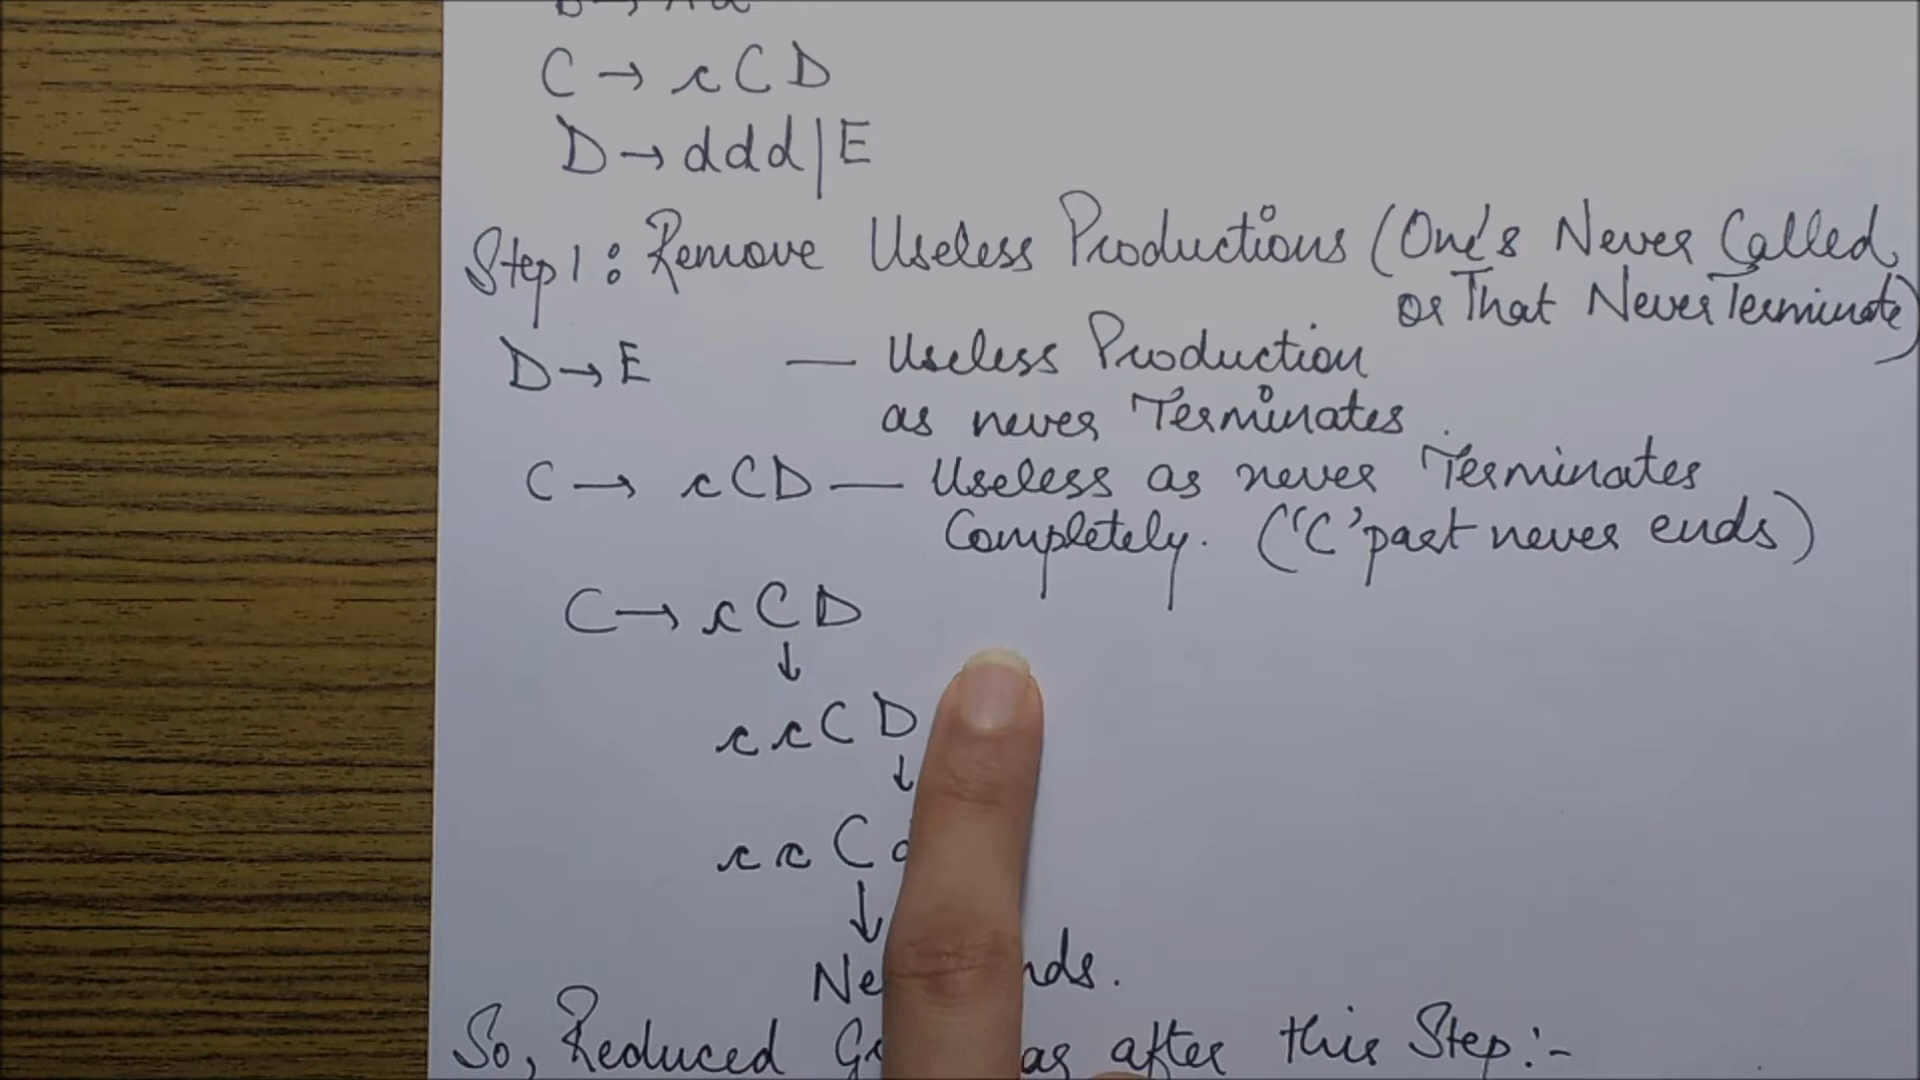 C → cCD
D → ddd|E
Step 1: Remove Useless Productions (One's Never Called
or That Never Terminate)
D → E — Useless Production
as never Terminates
C → cCD — Useless as never Terminates
Completely. ('C' part never ends)
C → cCD
↓
ccCD
↓
ccC
↓
So, Reduced after this Step:-